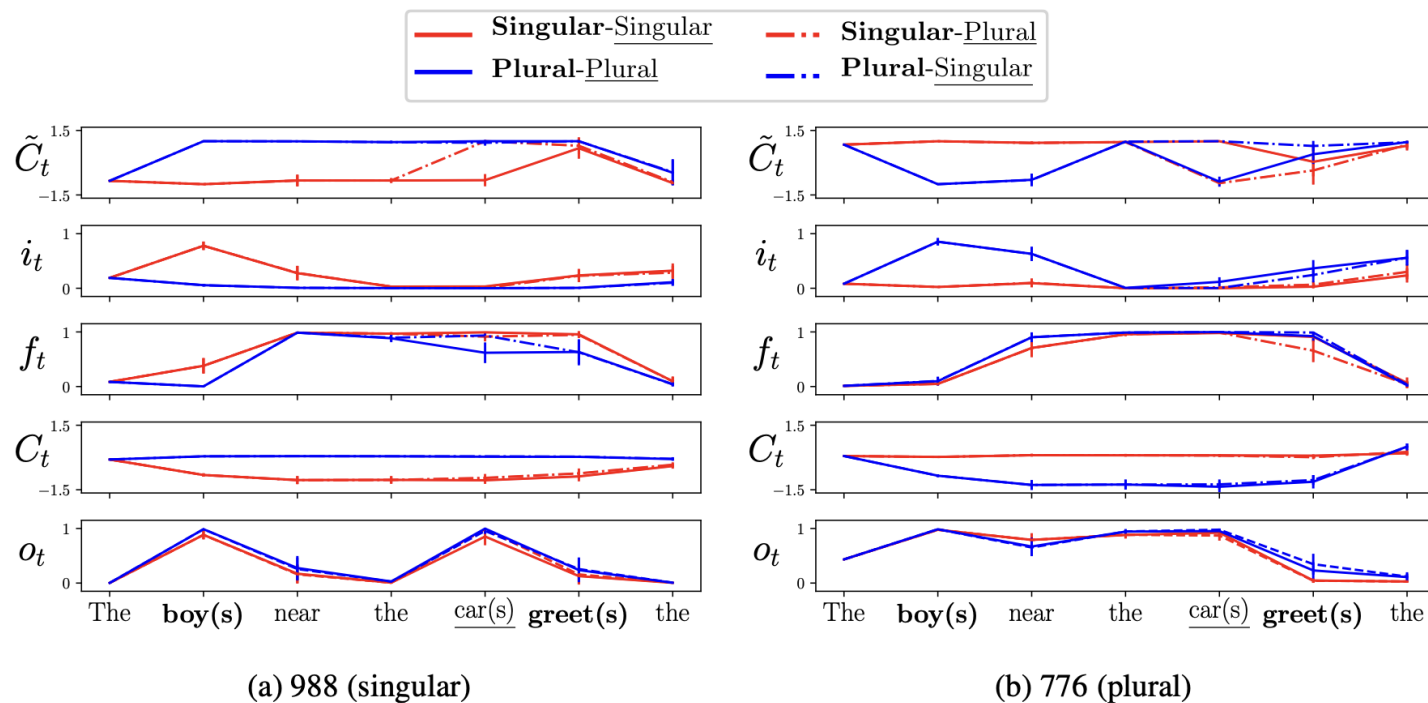 Singular-Singular
Singular-Plural
Plural-Plural
Plural-Singular
C̃t
1.5
-1.5
it
1
0
ft
1
0
Ct
1.5
-1.5
ot
1
0
The boy(s) near the car(s) greet(s) the
(a) 988 (singular)
C̃t
1.5
-1.5
it
1
0
ft
1
0
Ct
1.5
-1.5
ot
1
0
The boy(s) near the car(s) greet(s) the
(b) 776 (plural)